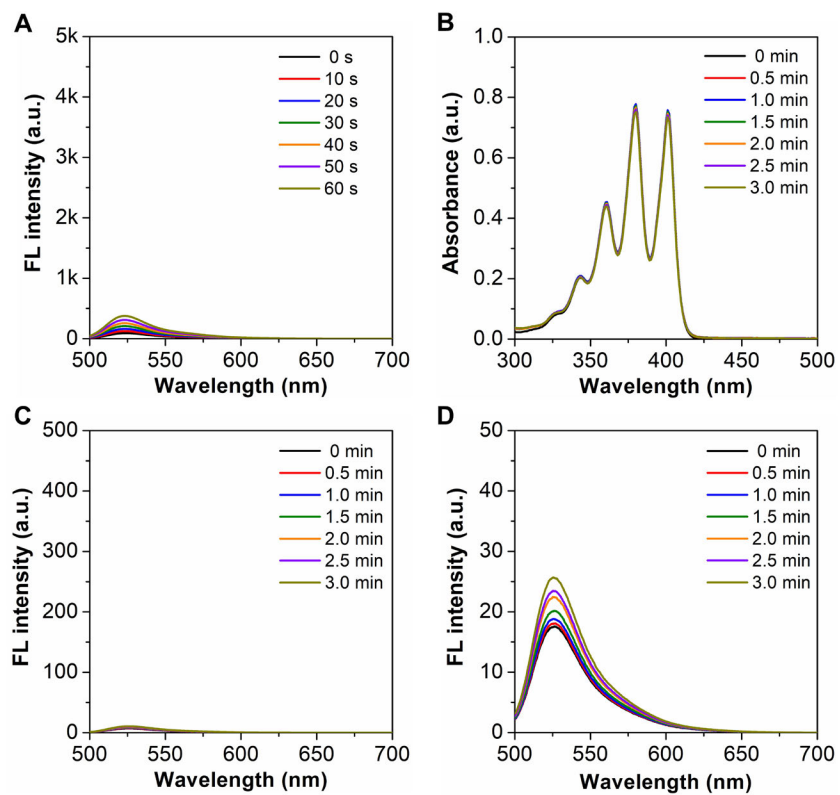 A
FL intensity (a.u.)
5k
4k
3k
2k
1k
0
0 s
10 s
20 s
30 s
40 s
50 s
60 s
500 550 600 650 700
Wavelength (nm)
B
Absorbance (a.u.)
1.0
0.8
0.6
0.4
0.2
0.0
0 min
0.5 min
1.0 min
1.5 min
2.0 min
2.5 min
3.0 min
300 350 400 450 500
Wavelength (nm)
C
FL intensity (a.u.)
500
400
300
200
100
0
0 min
0.5 min
1.0 min
1.5 min
2.0 min
2.5 min
3.0 min
500 550 600 650 700
Wavelength (nm)
D
FL intensity (a.u.)
50
40
30
20
10
0
0 min
0.5 min
1.0 min
1.5 min
2.0 min
2.5 min
3.0 min
500 550 600 650 700
Wavelength (nm)